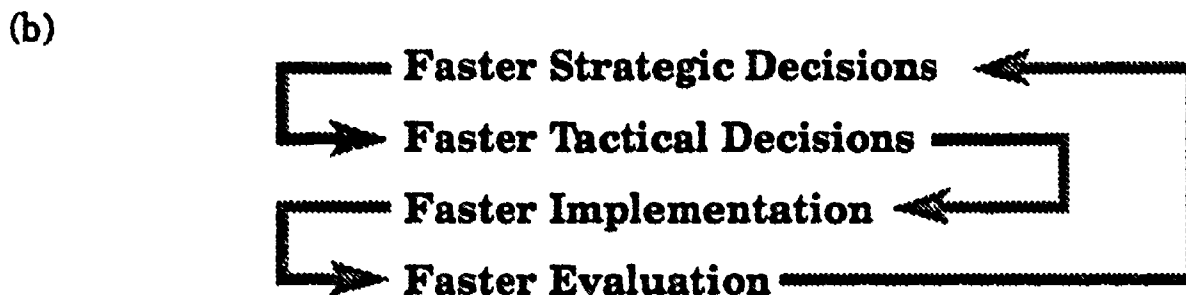 (b)
Faster Strategic Decisions
Faster Tactical Decisions
Faster Implementation
Faster Evaluation